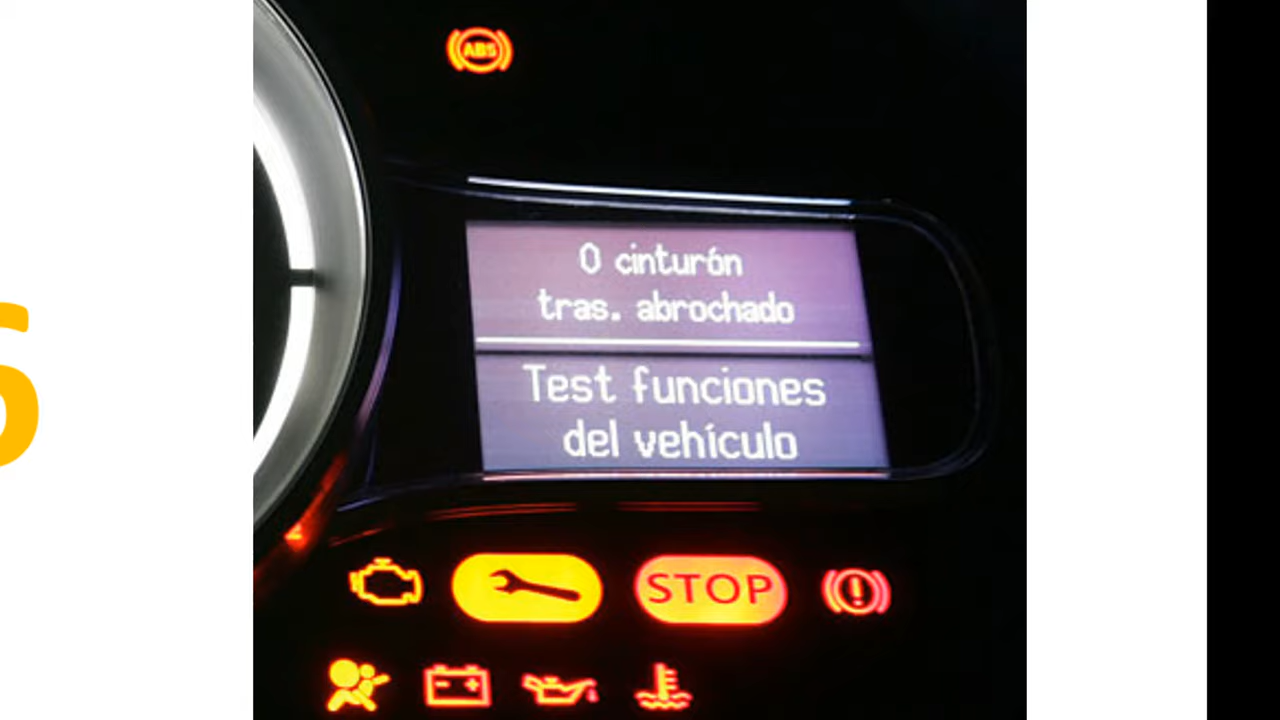 ABS
0 cinturón
tras. abrochado
Test funciones
del vehículo
STOP